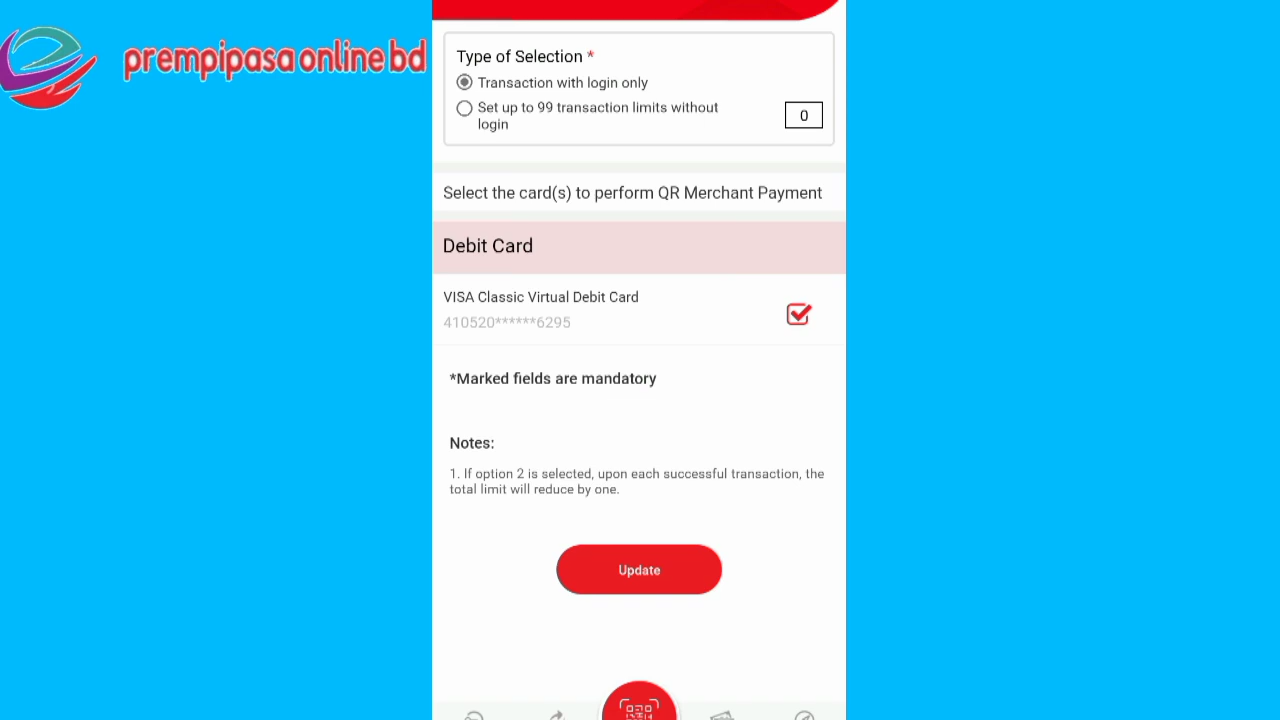 prempipasa online bd
Type of Selection *
Transaction with login only
Set up to 99 transaction limits without
login
0
Select the card(s) to perform QR Merchant Payment
Debit Card
VISA Classic Virtual Debit Card
410520******6295
*Marked fields are mandatory
Notes:
1. If option 2 is selected, upon each successful transaction, the
total limit will reduce by one.
Update